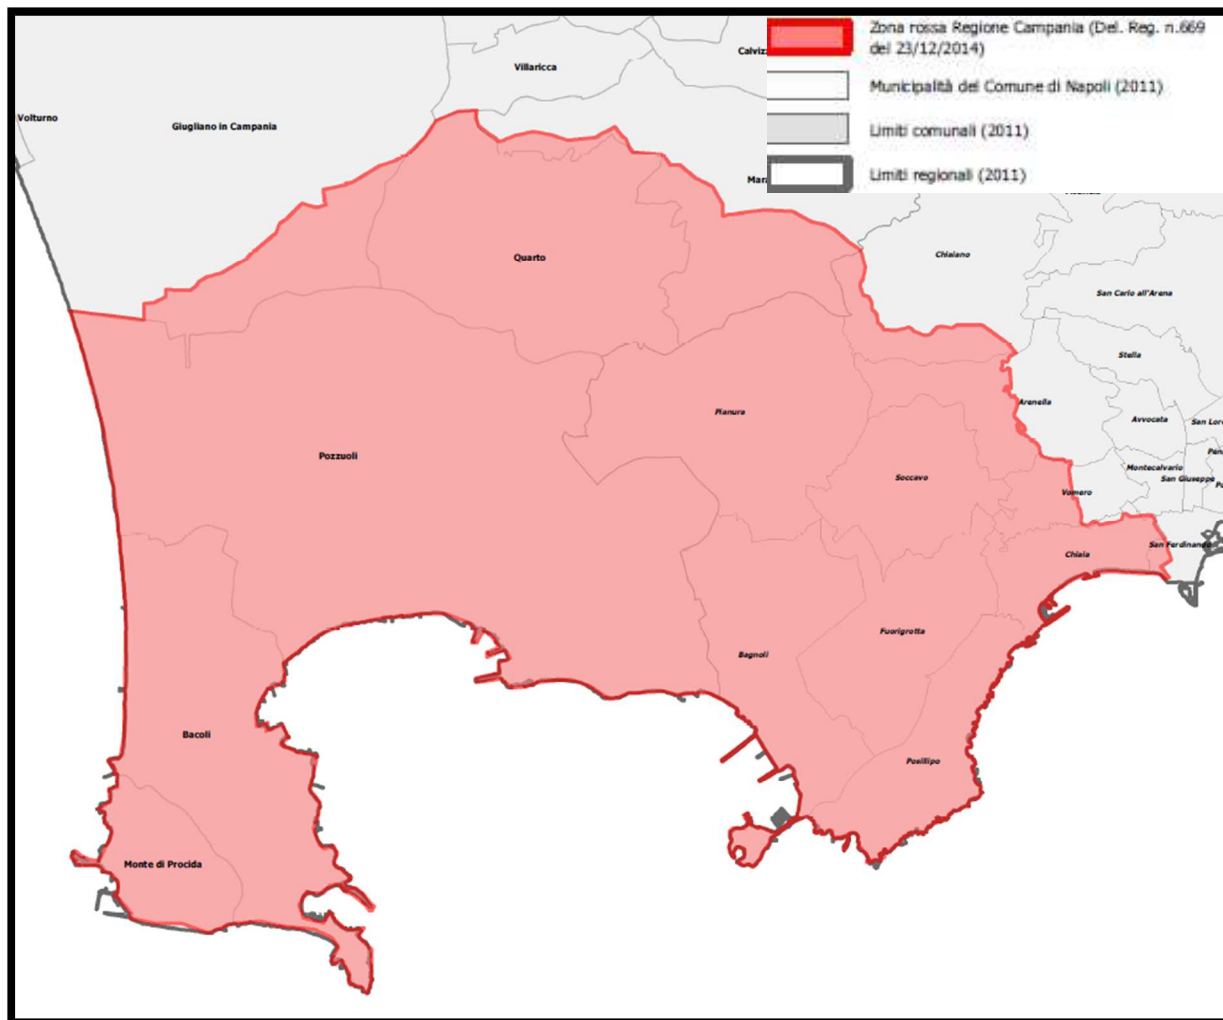 Zona rossa Regione Campania (Del. Reg. n.669
del 23/12/2014)
Municipalità del Comune di Napoli (2011)
Limiti comunali (2011)
Limiti regionali (2011)
Villaricca
Volturno
Giugliano in Campania
Quarto
Chiaiano
San Carlo all'Arena
Stella
Arenella
Pianura
Avvocata
Pozzuoli
Montecalvario
San Giuseppe
Soccavo
Vomero
San Ferdinando
Chiaia
Fuorigrotta
Bagnoli
Bacoli
Posillipo
Monte di Procida